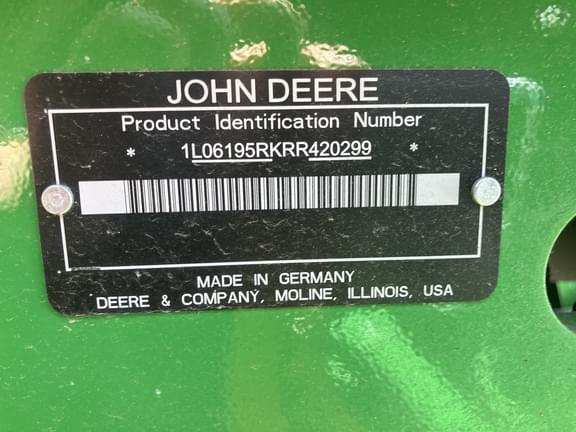 JOHN DEERE
Product Identification Number
* 1L06195RKRR420299 *
MADE IN GERMANY
DEERE & COMPANY, MOLINE, ILLINOIS, USA